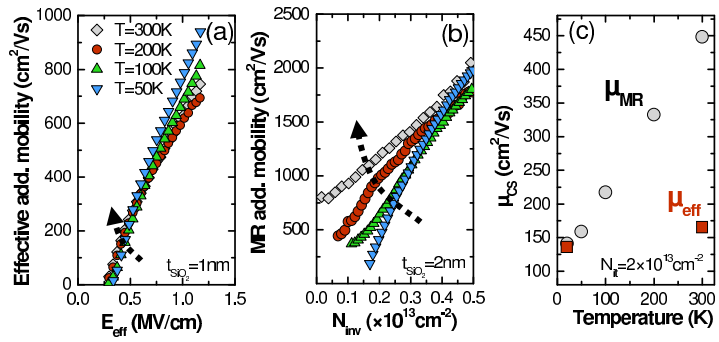 (a)
T=300K
T=200K
T=100K
T=50K
t_SiO2=1nm
Effective add. mobility (cm²/Vs)
1000
800
600
400
200
0
0.0 0.5 1.0 1.5
E_eff (MV/cm)
(b)
t_SiO2=2nm
MR add. mobility (cm²/Vs)
2500
2000
1500
1000
500
0.0 0.1 0.2 0.3 0.4 0.5
N_inv (×10¹³cm⁻²)
(c)
μ_MR
μ_eff
N_it=2×10¹³cm⁻²
μ_CS (cm²/Vs)
450
400
350
300
250
200
150
100
0 100 200 300
Temperature (K)